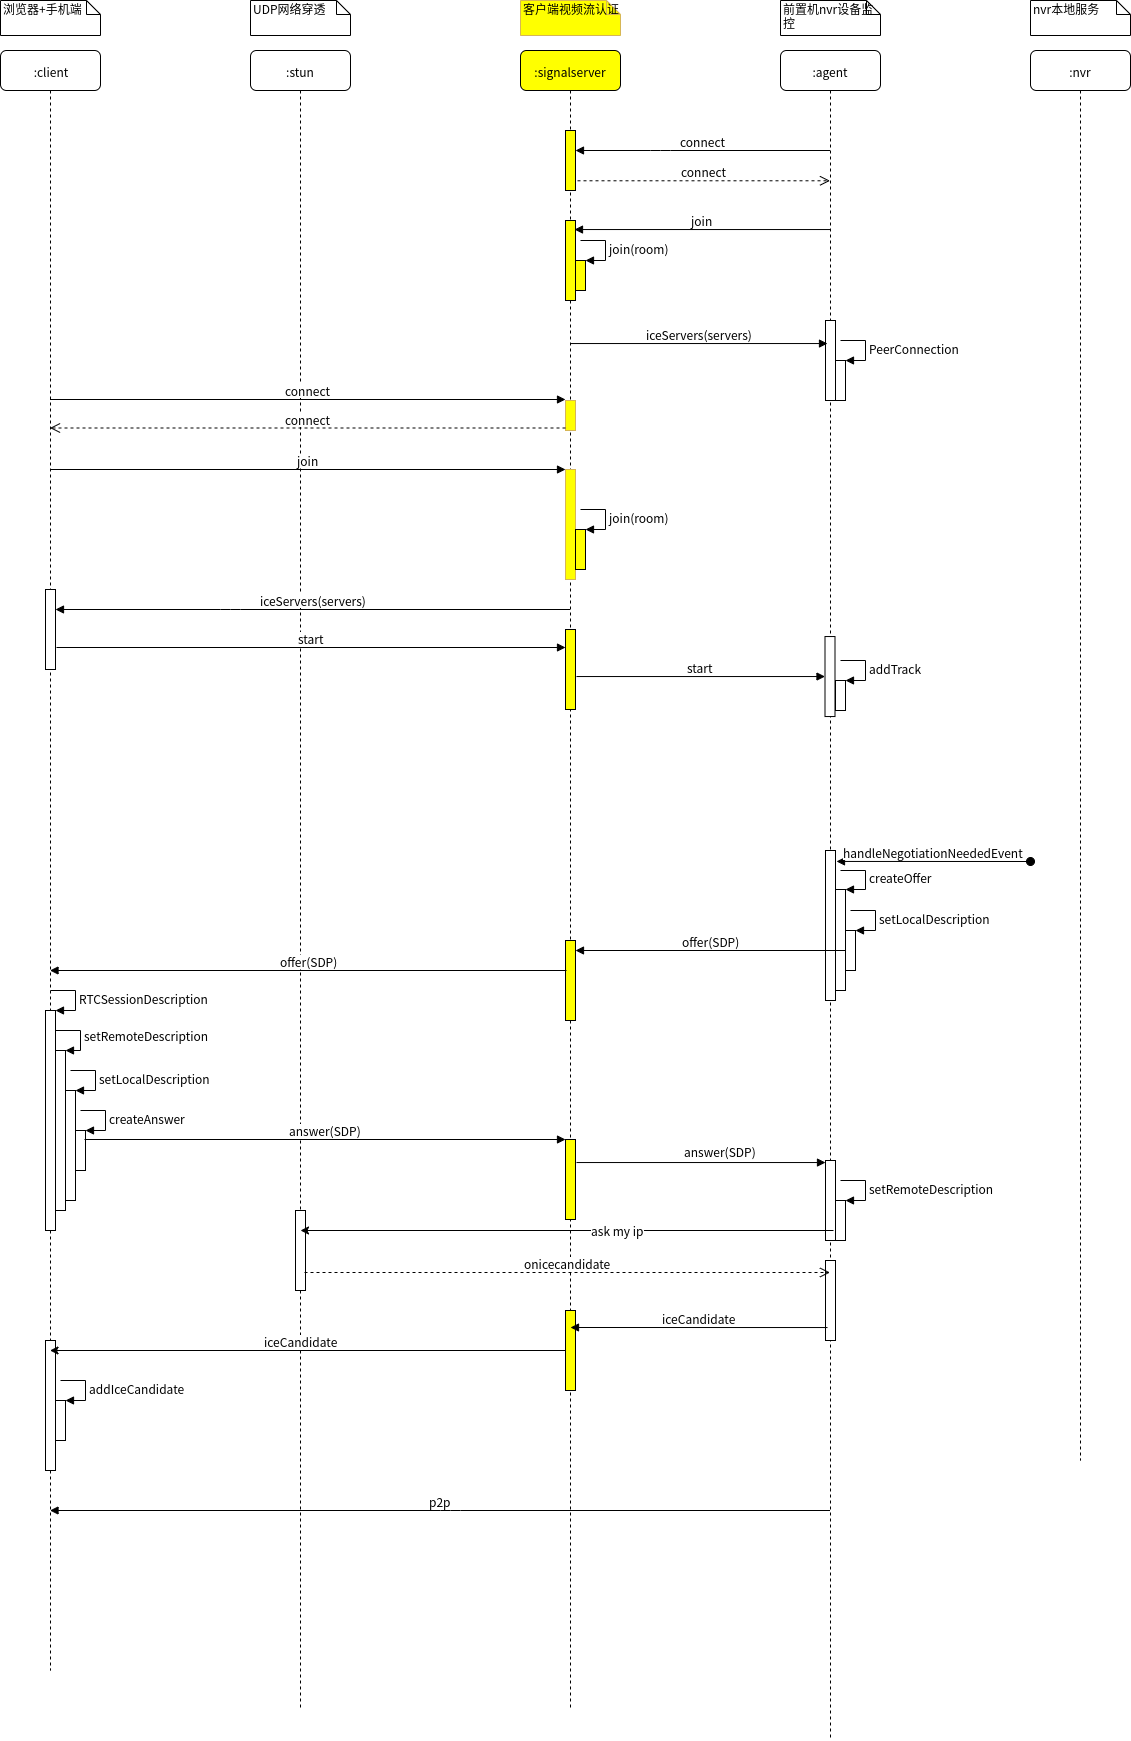 浏览器+手机端
UDP网络穿透
客户端视频流认证
前置机nvr设备监
控
nvr本地服务
:client
:stun
:signalserver
:agent
:nvr
connect
connect
join
join(room)
iceServers(servers)
PeerConnection
connect
connect
join
join(room)
iceServers(servers)
start
start
addTrack
handleNegotiationNeededEvent
createOffer
setLocalDescription
offer(SDP)
offer(SDP)
RTCSessionDescription
setRemoteDescription
setLocalDescription
createAnswer
answer(SDP)
answer(SDP)
setRemoteDescription
ask my ip
onicecandidate
iceCandidate
iceCandidate
addIceCandidate
p2p